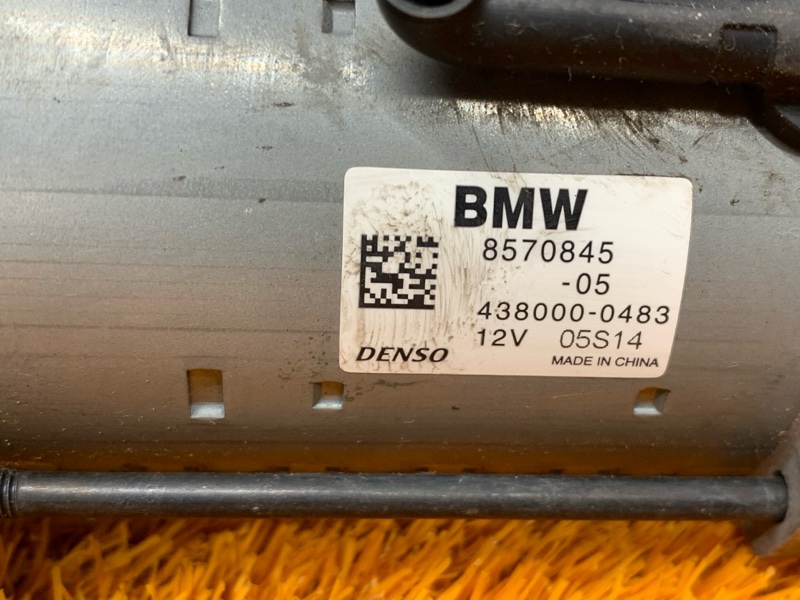 BMW
8570845
-05
438000-0483
12V 05S14
DENSO MADE IN CHINA